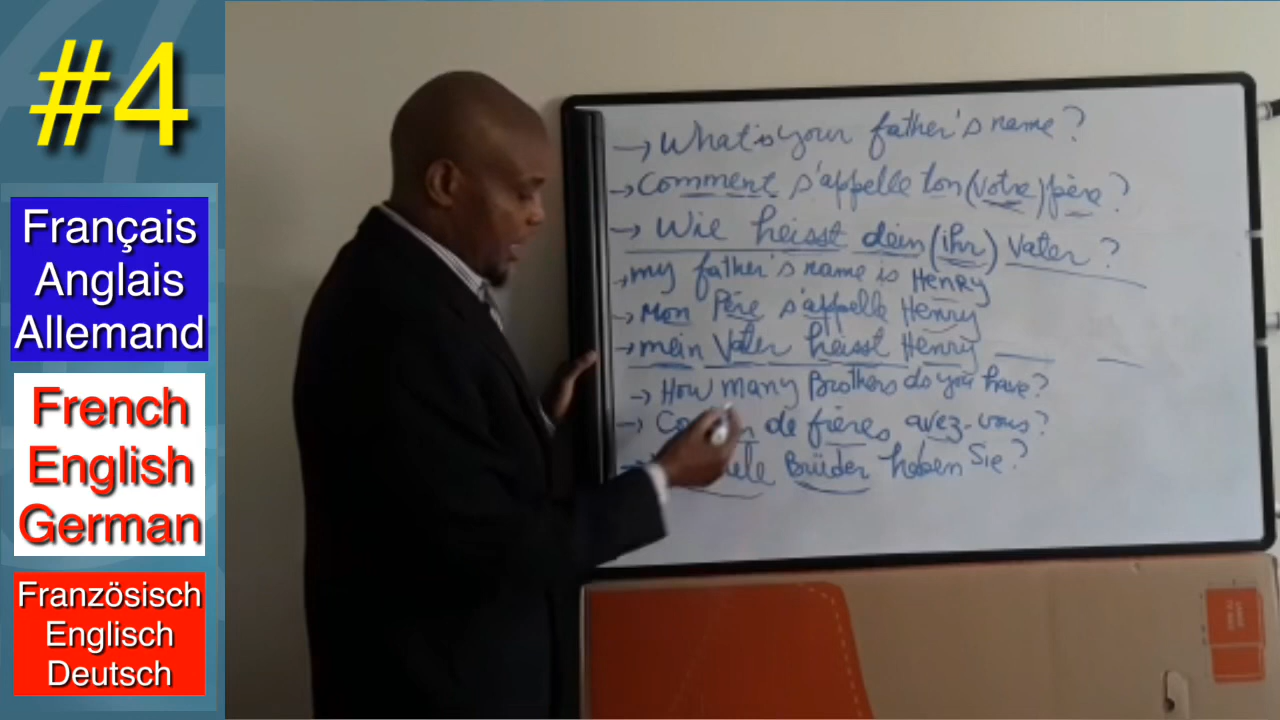 #4
Français
Anglais
Allemand
French
English
German
Französisch
Englisch
Deutsch
→ What is your father's name?
→ Comment s'appelle ton (votre) père?
→ Wie heisst dein (ihr) Vater?
→ my father's name is Henry
→ Mon Père s'appelle Henry
→ mein Vater heisst Henry
→ How many Brothers do you have?
→ de frères avez-vous?
→ Brüder haben Sie?